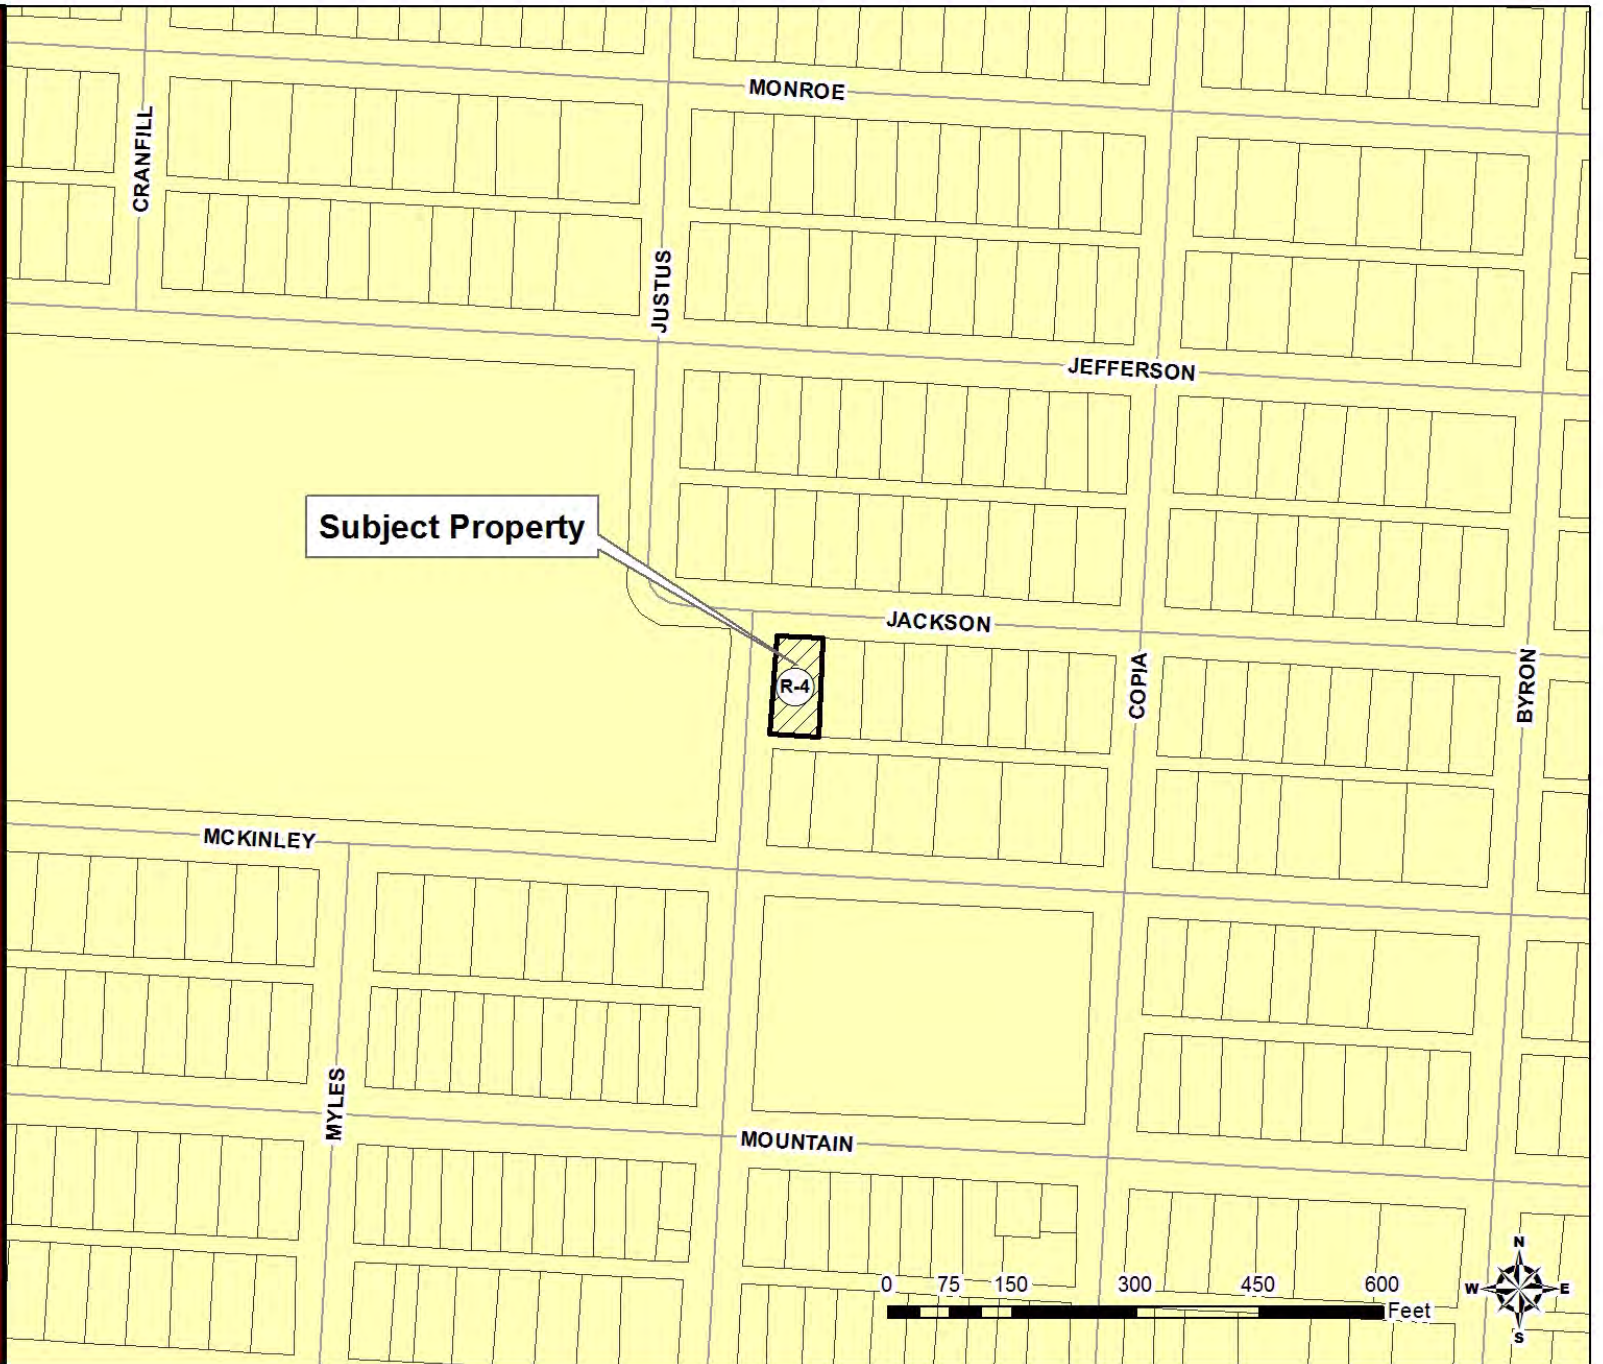 MONROE
CRANFILL
JUSTUS
JEFFERSON
Subject Property
JACKSON
R-4
COPIA
BYRON
MCKINLEY
MYLES
MOUNTAIN
0 75 150 300 450 600
Feet
N
W E
S